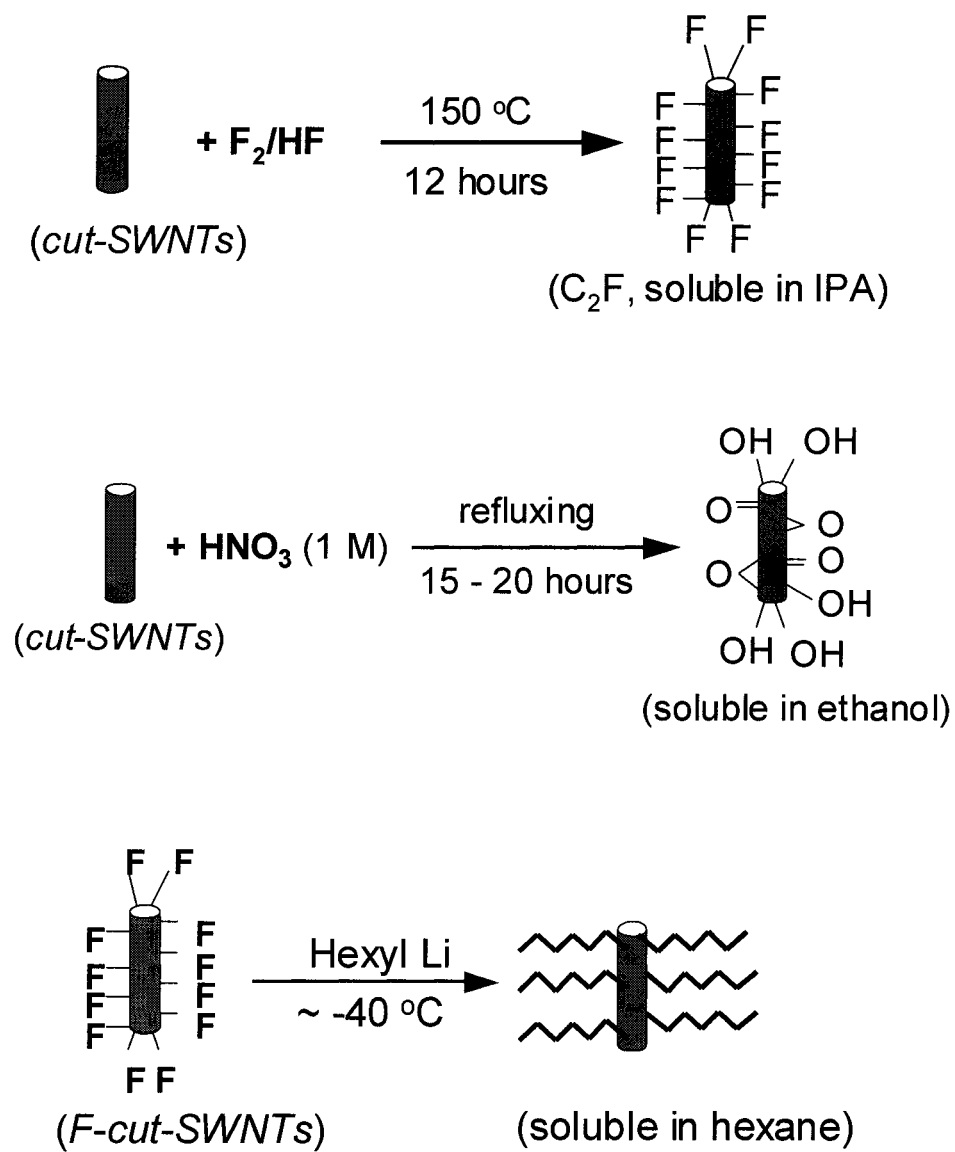 F F
F F
F F
F F
F F
F F
+ F₂/HF
150 °C
12 hours
(cut-SWNTs)
(C₂F, soluble in IPA)
OH OH
O
O
O
O
OH
OH OH
+ HNO₃ (1 M)
refluxing
15 - 20 hours
(cut-SWNTs)
(soluble in ethanol)
F F
F F
F F
F F
F F
F F
Hexyl Li
~ -40 °C
(F-cut-SWNTs)
(soluble in hexane)